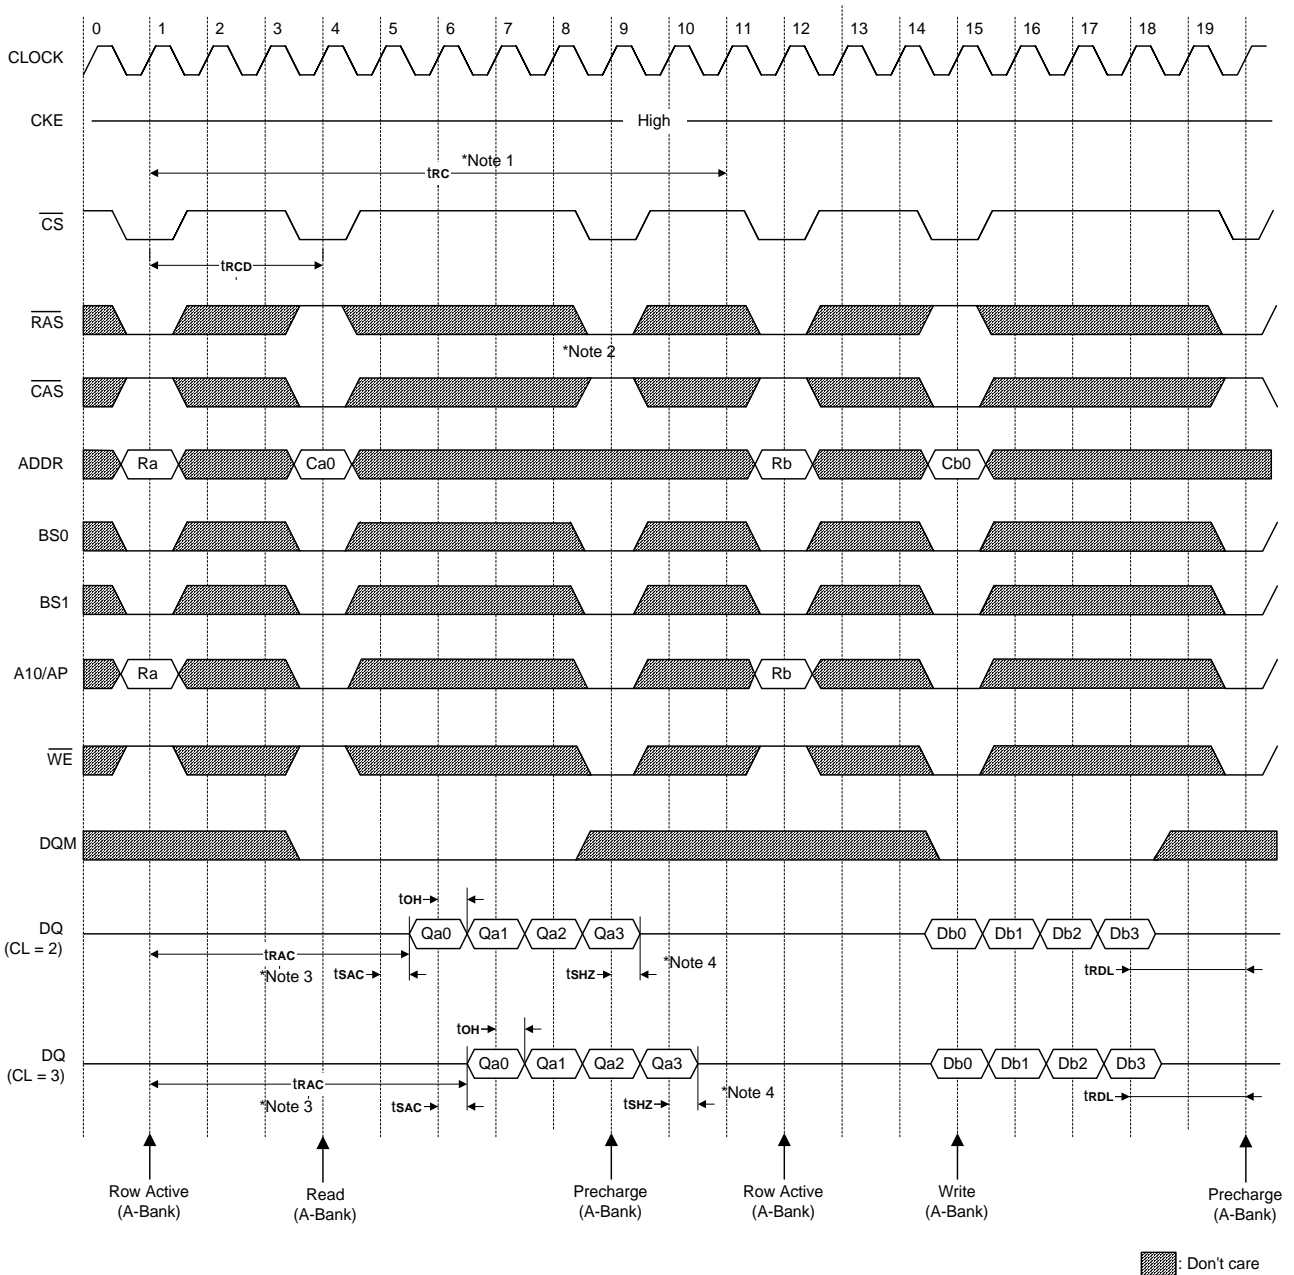 0 1 2 3 4 5 6 7 8 9 10 11 12 13 14 15 16 17 18 19
CLOCK
CKE High
*Note 1
tRC
CS
tRCD
RAS
*Note 2
CAS
ADDR Ra Ca0 Rb Cb0
BS0
BS1
A10/AP Ra Rb
WE
DQM
tOH
DQ
(CL = 2)
Qa0 Qa1 Qa2 Qa3 Db0 Db1 Db2 Db3
tRAC
*Note 3 tSAC tSHZ *Note 4 tRDL
tOH
DQ
(CL = 3)
Qa0 Qa1 Qa2 Qa3 Db0 Db1 Db2 Db3
tRAC
*Note 3 tSAC tSHZ *Note 4 tRDL
Row Active
(A-Bank)
Read
(A-Bank)
Precharge
(A-Bank)
Row Active
(A-Bank)
Write
(A-Bank)
Precharge
(A-Bank)
: Don't care